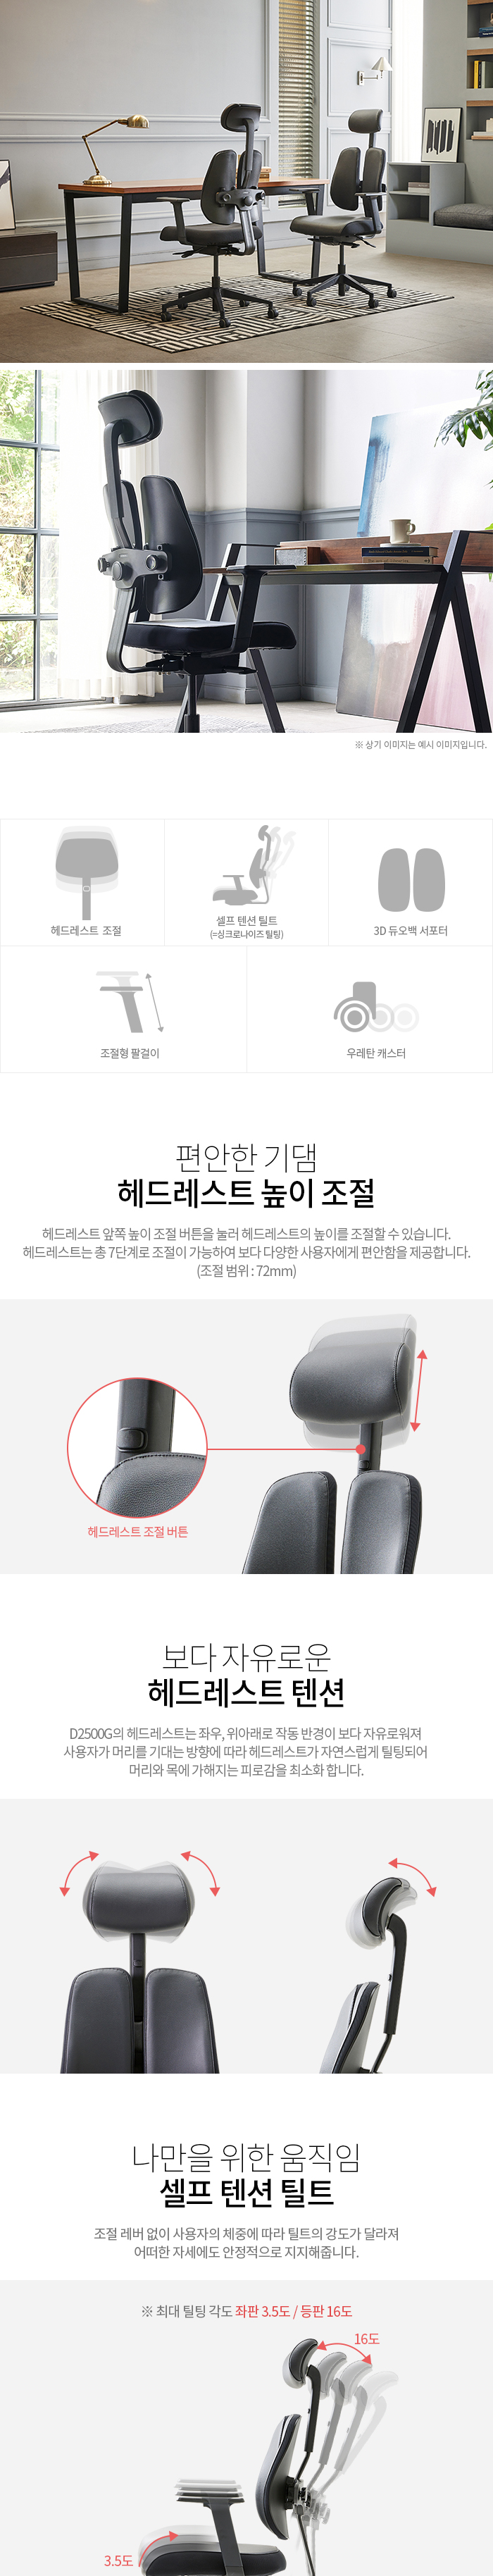 ※ 상기 이미지는 예시 이미지입니다.
헤드레스트 조절
셀프 텐션 틸트
(=싱크로나이즈 틸팅)
3D 듀오백 서포터
조절형 팔걸이
우레탄 캐스터
편안한 기댐
헤드레스트 높이 조절
헤드레스트 앞쪽 높이 조절 버튼을 눌러 헤드레스트의 높이를 조절할 수 있습니다.
헤드레스트는 총 7단계로 조절이 가능하여 보다 다양한 사용자에게 편안함을 제공합니다.
(조절 범위 : 72mm)
헤드레스트 조절 버튼
보다 자유로운
헤드레스트 텐션
D2500G의 헤드레스트는 좌우, 위아래로 작동 반경이 보다 자유로워져
사용자가 머리를 기대는 방향에 따라 헤드레스트가 자연스럽게 틸팅되어
머리와 목에 가해지는 피로감을 최소화 합니다.
나만을 위한 움직임
셀프 텐션 틸트
조절 레버 없이 사용자의 체중에 따라 틸트의 강도가 달라져
어떠한 자세에도 안정적으로 지지해줍니다.
※ 최대 틸팅 각도 좌판 3.5도 / 등판 16도
16도
3.5도